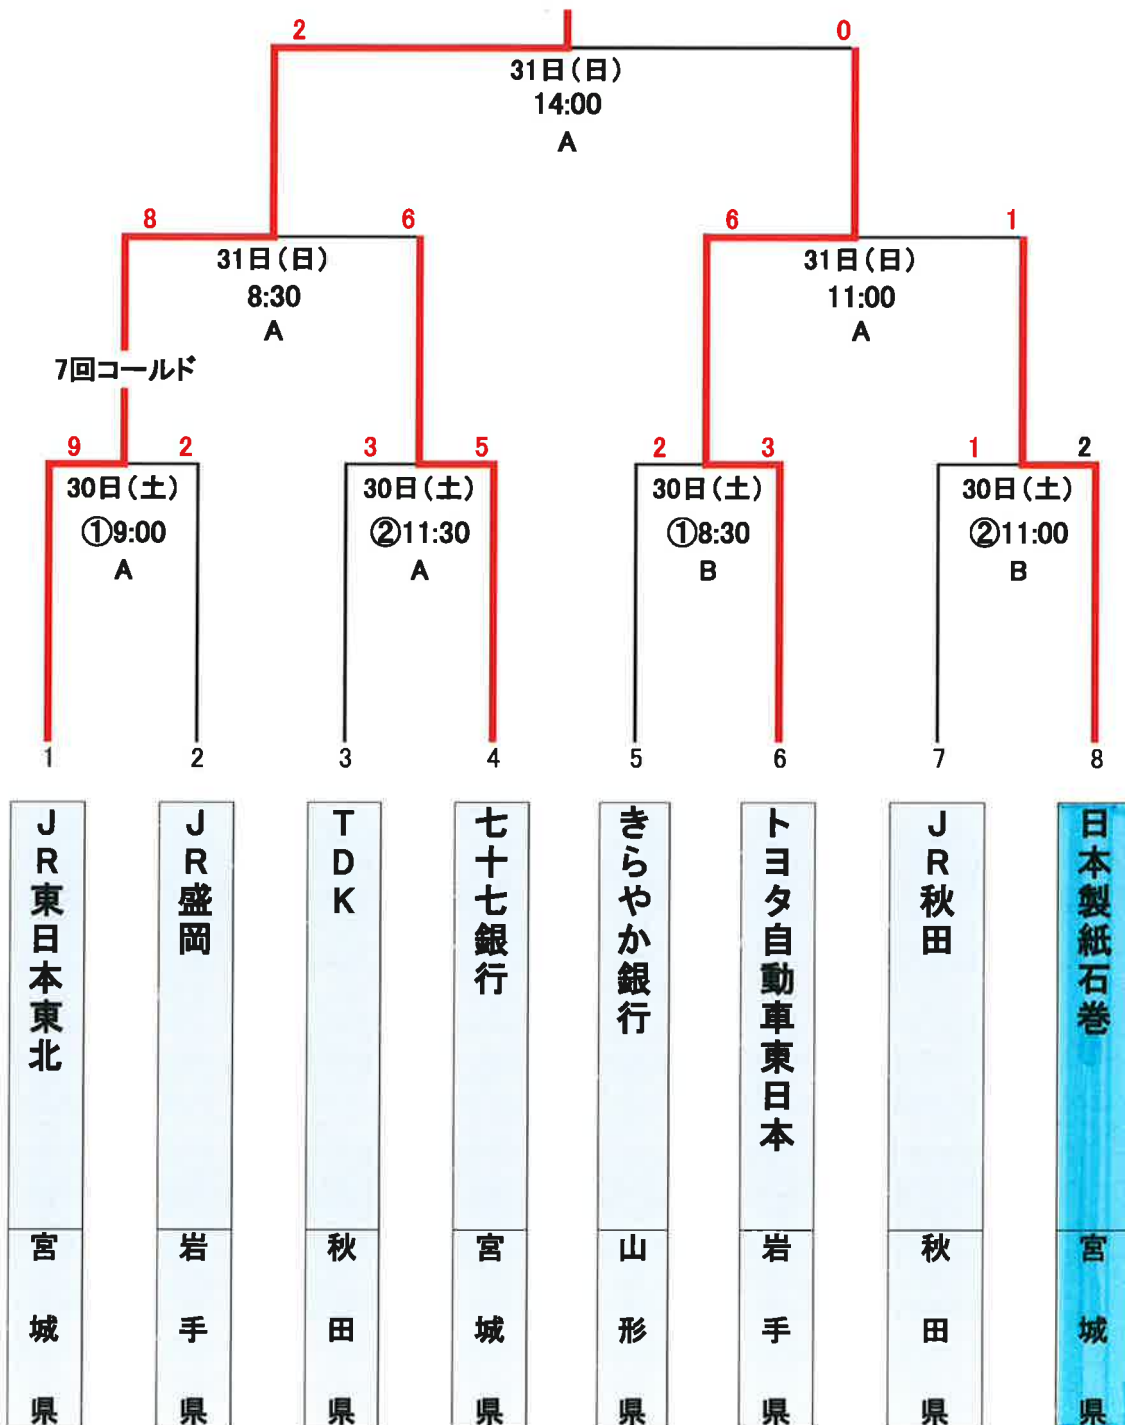 2 0
31日(日)
14:00
A
8 6 6 1
31日(日) 31日(日)
8:30 11:00
A A
7回コールド
9 2 3 5 2 3 1 2
30日(土) 30日(土) 30日(土) 30日(土)
①9:00 ②11:30 ①8:30 ②11:00
A A B B
1 2 3 4 5 6 7 8
JR東日本東北
宮城県
JR盛岡
岩手県
TDK
秋田県
七十七銀行
宮城県
きらやか銀行
山形県
トヨタ自動車東日本
岩手県
JR秋田
秋田県
日本製紙石巻
宮城県